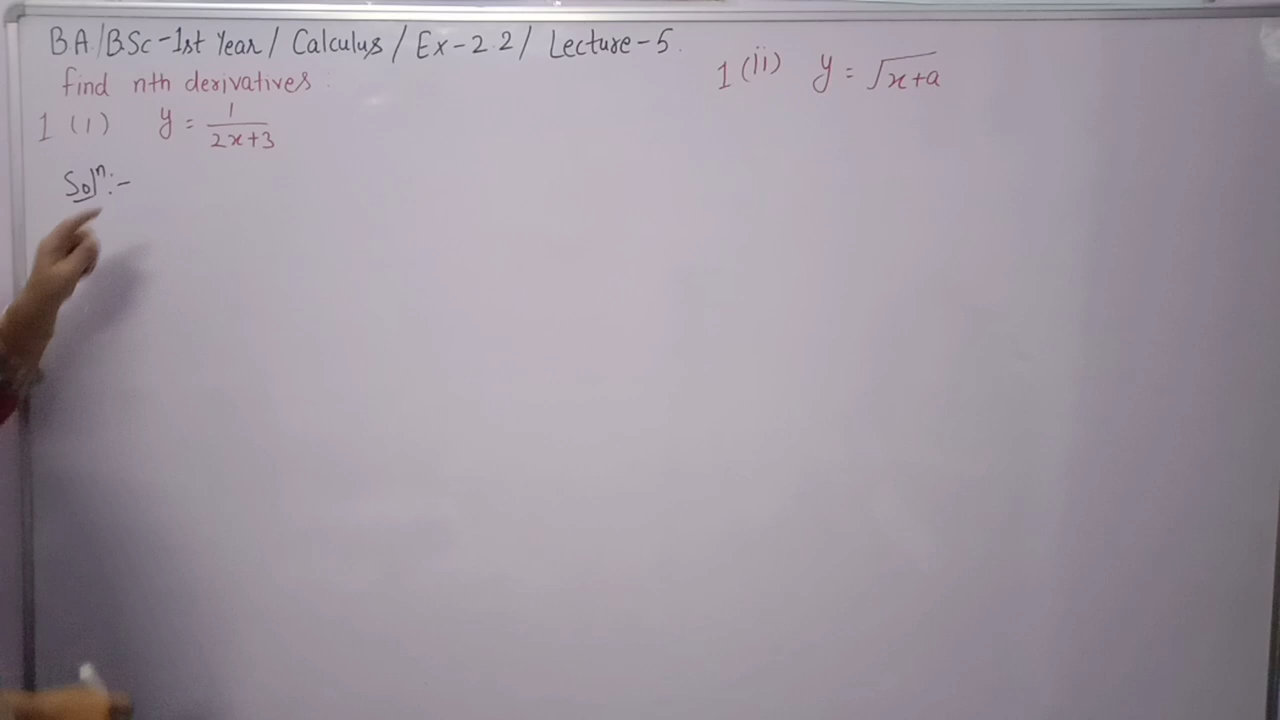 B.A./B.Sc-1st Year / Calculus / Ex-2.2 / Lecture-5.
find nth derivatives:
1 (i) y = 1/(2x+3)
Solⁿ:-
1 (ii) y = √(x+a)